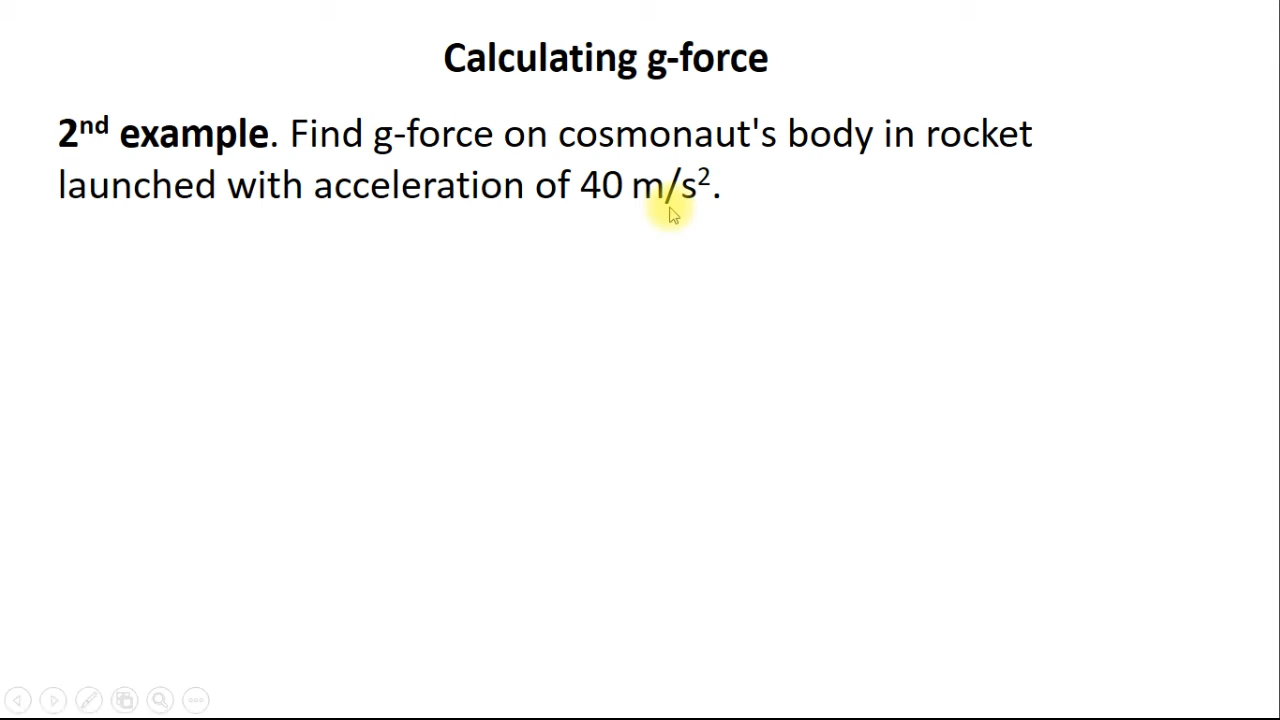 Calculating g-force
2nd example. Find g-force on cosmonaut's body in rocket
launched with acceleration of 40 m/s².